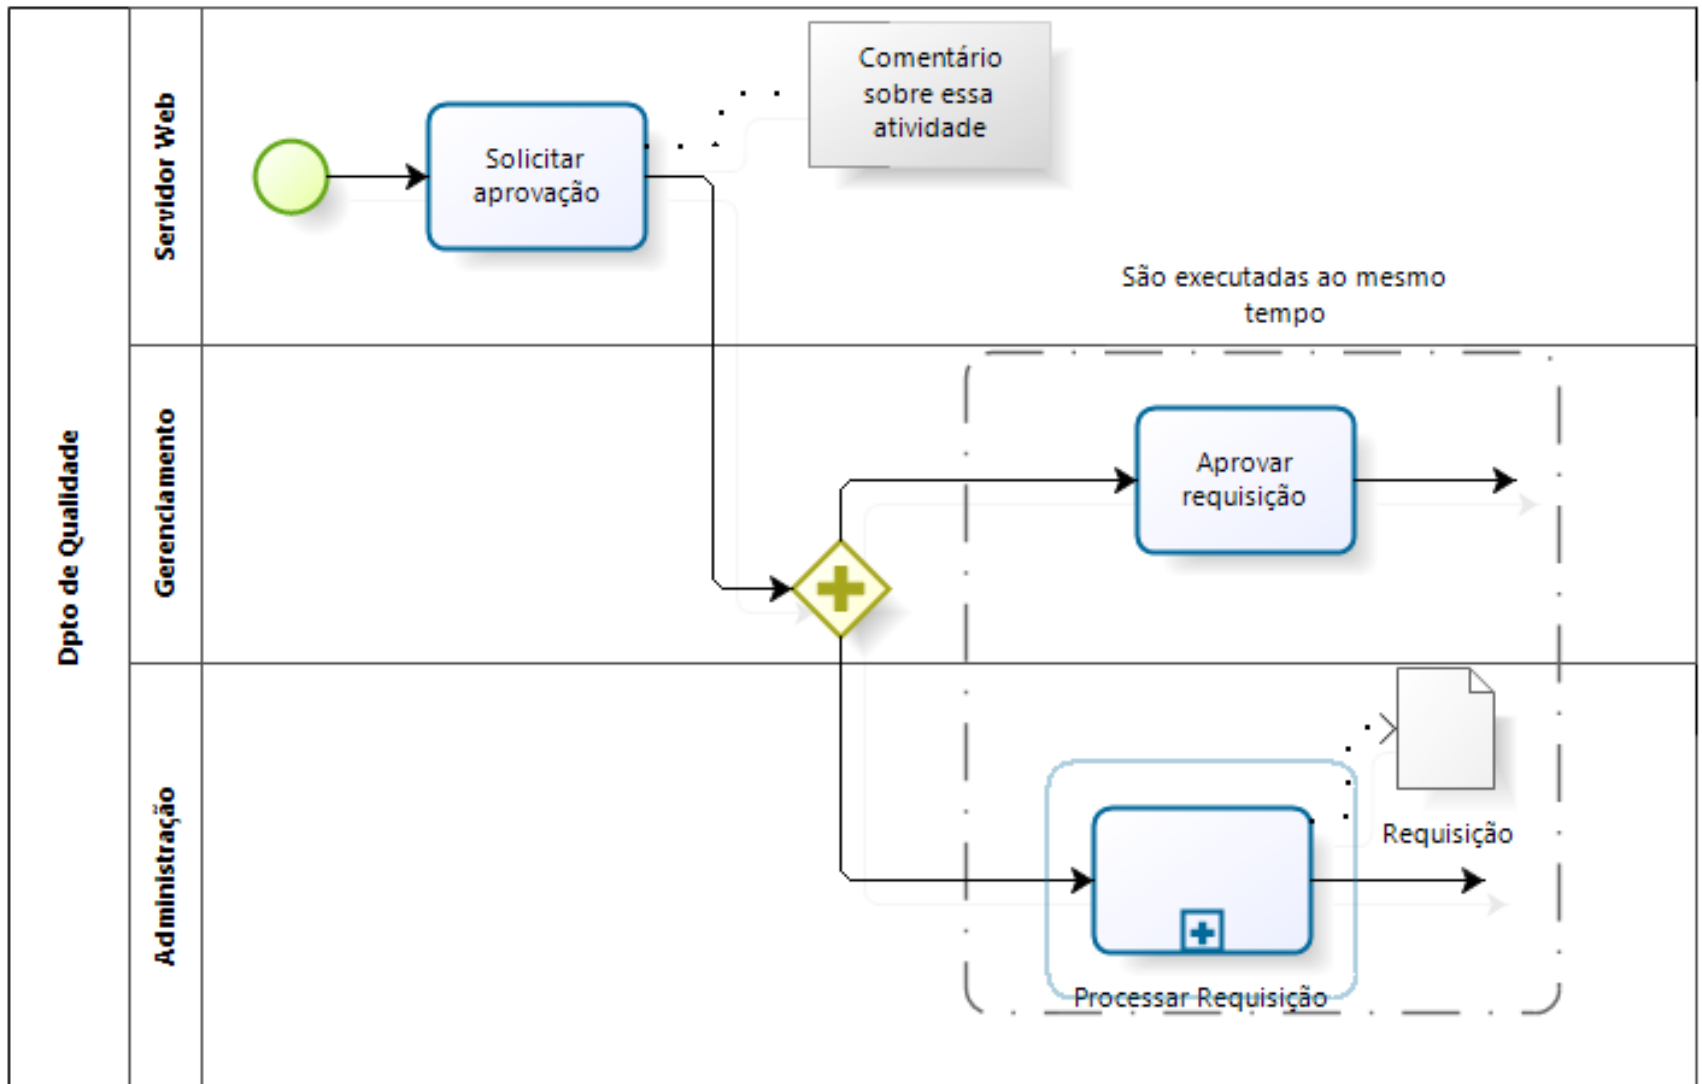 Dpto de Qualidade
Servidor Web
Solicitar
aprovação
Comentário
sobre essa
atividade
São executadas ao mesmo
tempo
Gerenciamento
Aprovar
requisição
Administração
Requisição
Processar Requisição